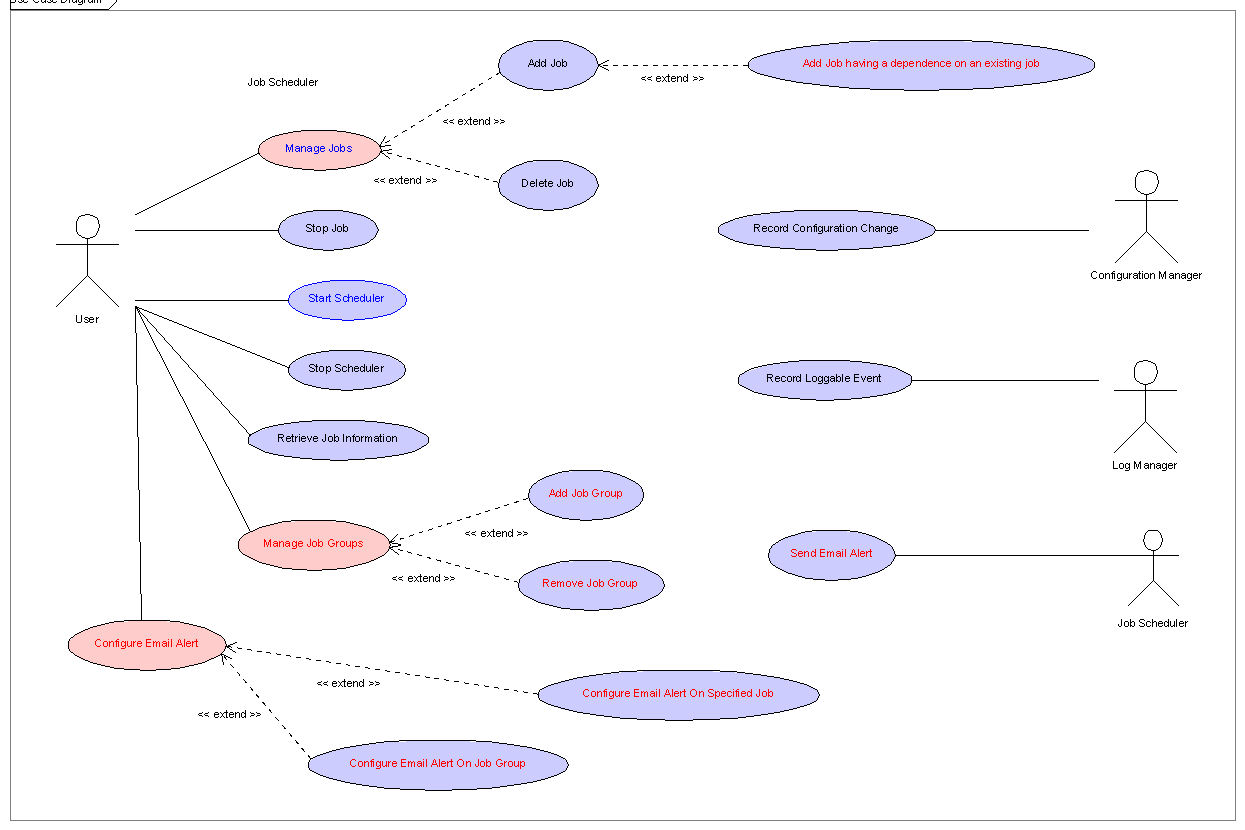 Use Case Diagram
Job Scheduler
Add Job
<< extend >>
Add Job having a dependence on an existing job
<< extend >>
Manage Jobs
<< extend >>
Delete Job
Stop Job
Record Configuration Change
Configuration Manager
User
Start Scheduler
Stop Scheduler
Record Loggable Event
Log Manager
Retrieve Job Information
Add Job Group
<< extend >>
Manage Job Groups
<< extend >>
Remove Job Group
Send Email Alert
Job Scheduler
Configure Email Alert
<< extend >>
Configure Email Alert On Specified Job
<< extend >>
Configure Email Alert On Job Group